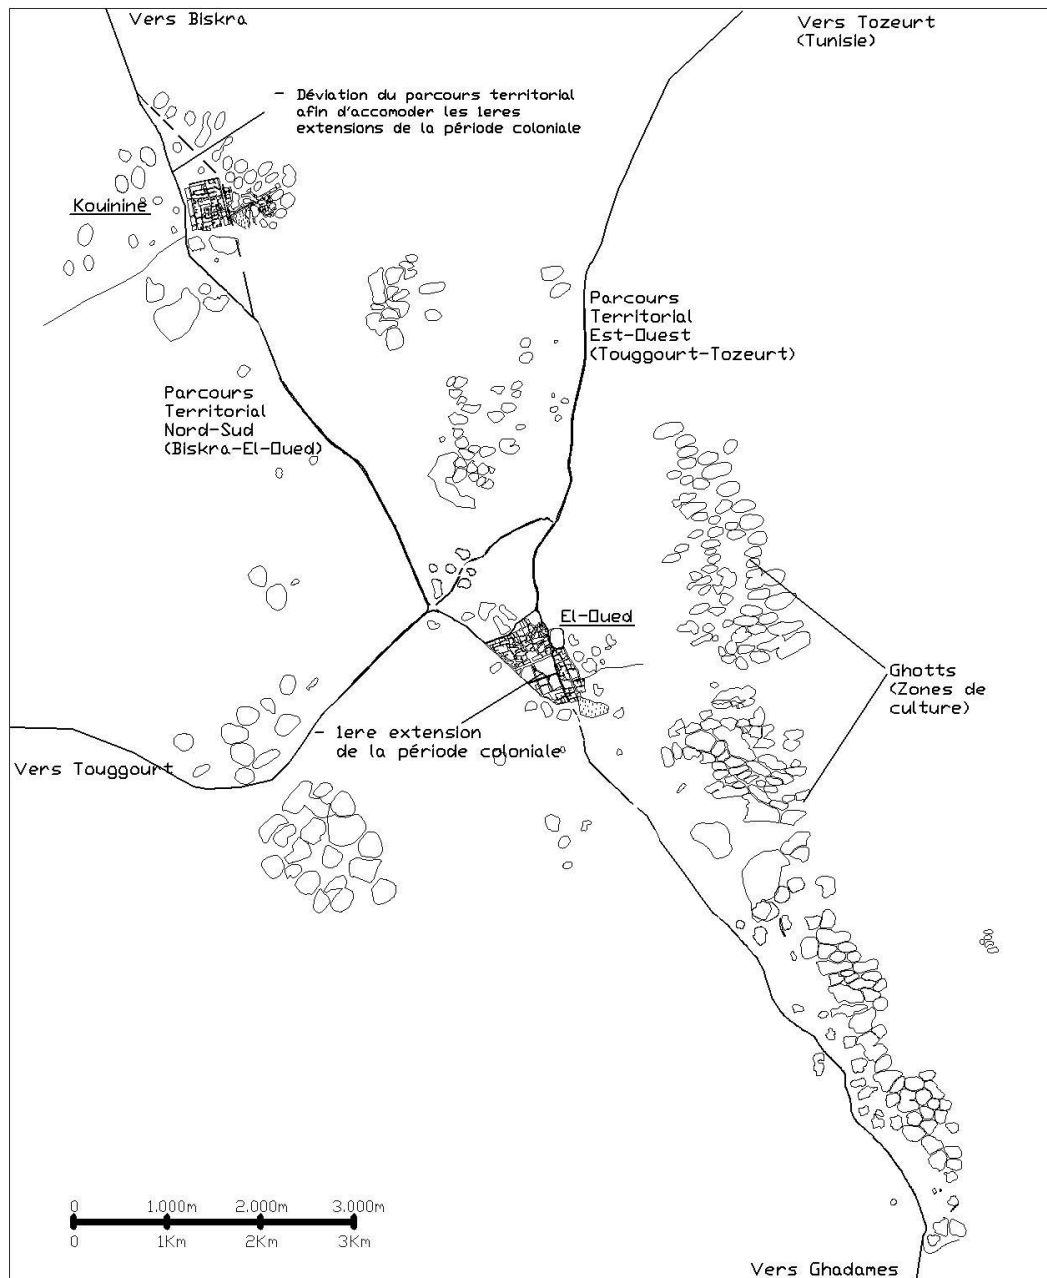 Vers Biskra
Vers Tozeurt
(Tunisie)
- Déviation du parcours territorial
afin d'accomoder les 1eres
extensions de la période coloniale
Kouinine
Parcours
Territorial
Est-Ouest
(Touggourt-Tozeurt)
Parcours
Territorial
Nord-Sud
(Biskra-El-Oued)
El-Oued
Ghotts
(Zones de
culture)
- 1ere extension
de la période coloniale
Vers Touggourt
0 1.000m 2.000m 3.000m
0 1Km 2Km 3Km
Vers Ghadames